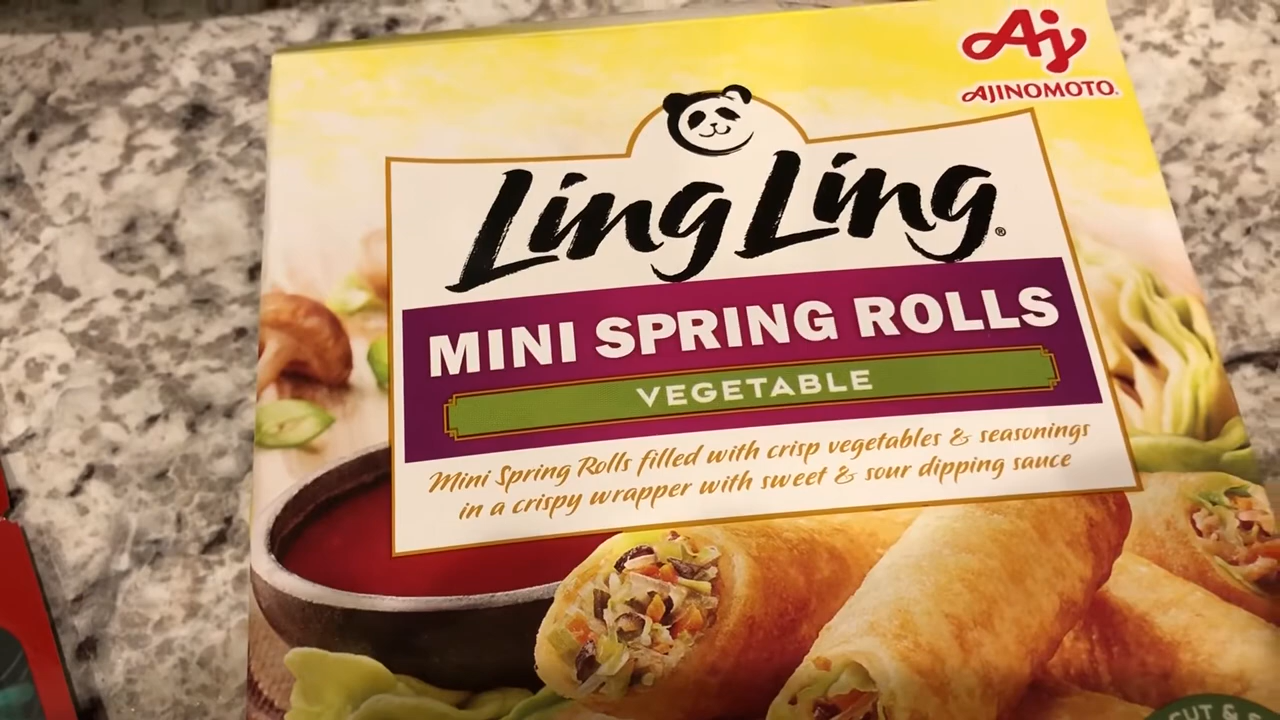 Aj
AJINOMOTO®
Ling Ling®
MINI SPRING ROLLS
VEGETABLE
Mini Spring Rolls filled with crisp vegetables & seasonings
in a crispy wrapper with sweet & sour dipping sauce